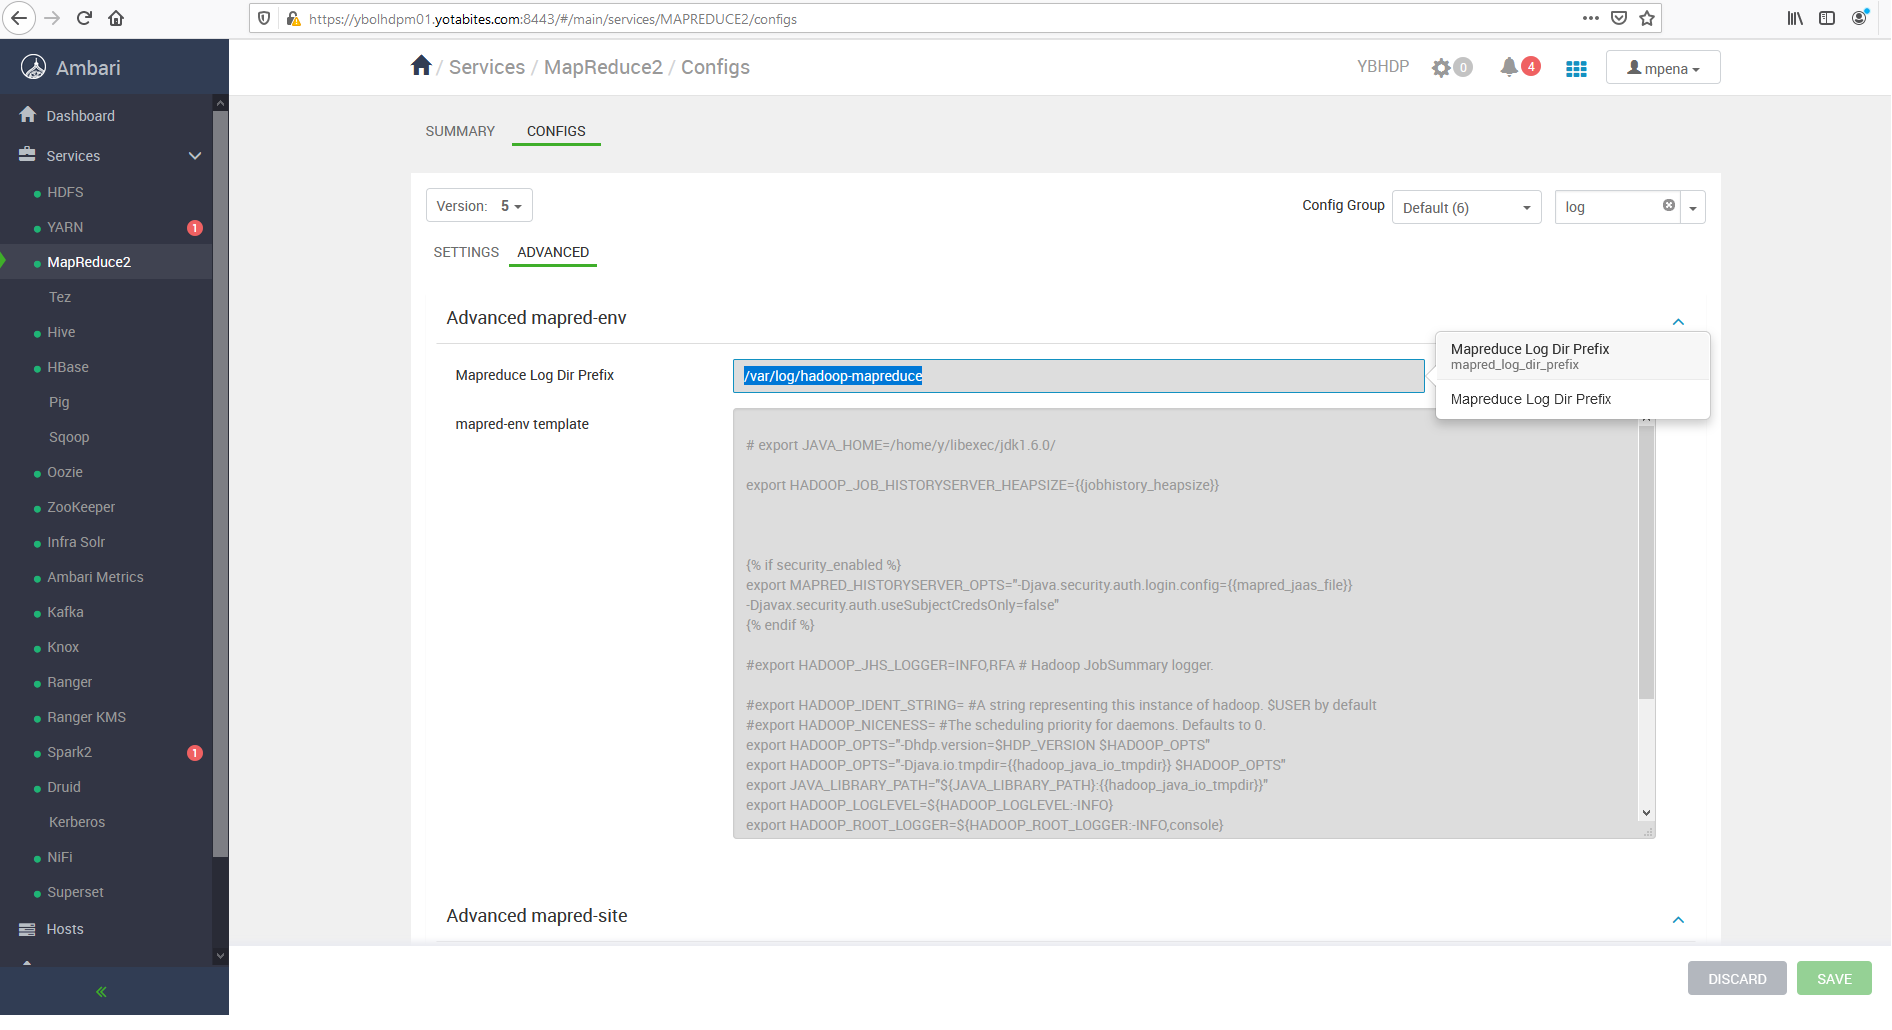 https://ybolhdpm01.yotabites.com:8443/#/main/services/MAPREDUCE2/configs
Ambari
/ Services / MapReduce2 / Configs
YBHDP
0
4
mpena
Dashboard
Services
HDFS
YARN 1
MapReduce2
Tez
Hive
HBase
Pig
Sqoop
Oozie
ZooKeeper
Infra Solr
Ambari Metrics
Kafka
Knox
Ranger
Ranger KMS
Spark2 1
Druid
Kerberos
NiFi
Superset
Hosts
SUMMARY CONFIGS
Version: 5
Config Group Default (6) log
SETTINGS ADVANCED
Advanced mapred-env
Mapreduce Log Dir Prefix /var/log/hadoop-mapreduce
Mapreduce Log Dir Prefix
mapred_log_dir_prefix
Mapreduce Log Dir Prefix
mapred-env template
# export JAVA_HOME=/home/y/libexec/jdk1.6.0/
export HADOOP_JOB_HISTORYSERVER_HEAPSIZE={{jobhistory_heapsize}}
{% if security_enabled %}
export MAPRED_HISTORYSERVER_OPTS="-Djava.security.auth.login.config={{mapred_jaas_file}}
-Djavax.security.auth.useSubjectCredsOnly=false"
{% endif %}
#export HADOOP_JHS_LOGGER=INFO,RFA # Hadoop JobSummary logger.
#export HADOOP_IDENT_STRING= #A string representing this instance of hadoop. $USER by default
#export HADOOP_NICENESS= #The scheduling priority for daemons. Defaults to 0.
export HADOOP_OPTS="-Dhdp.version=$HDP_VERSION $HADOOP_OPTS"
export HADOOP_OPTS="-Djava.io.tmpdir={{hadoop_java_io_tmpdir}} $HADOOP_OPTS"
export JAVA_LIBRARY_PATH="${JAVA_LIBRARY_PATH}:{{hadoop_java_io_tmpdir}}"
export HADOOP_LOGLEVEL=${HADOOP_LOGLEVEL:-INFO}
export HADOOP_ROOT_LOGGER=${HADOOP_ROOT_LOGGER:-INFO,console}
Advanced mapred-site
DISCARD SAVE